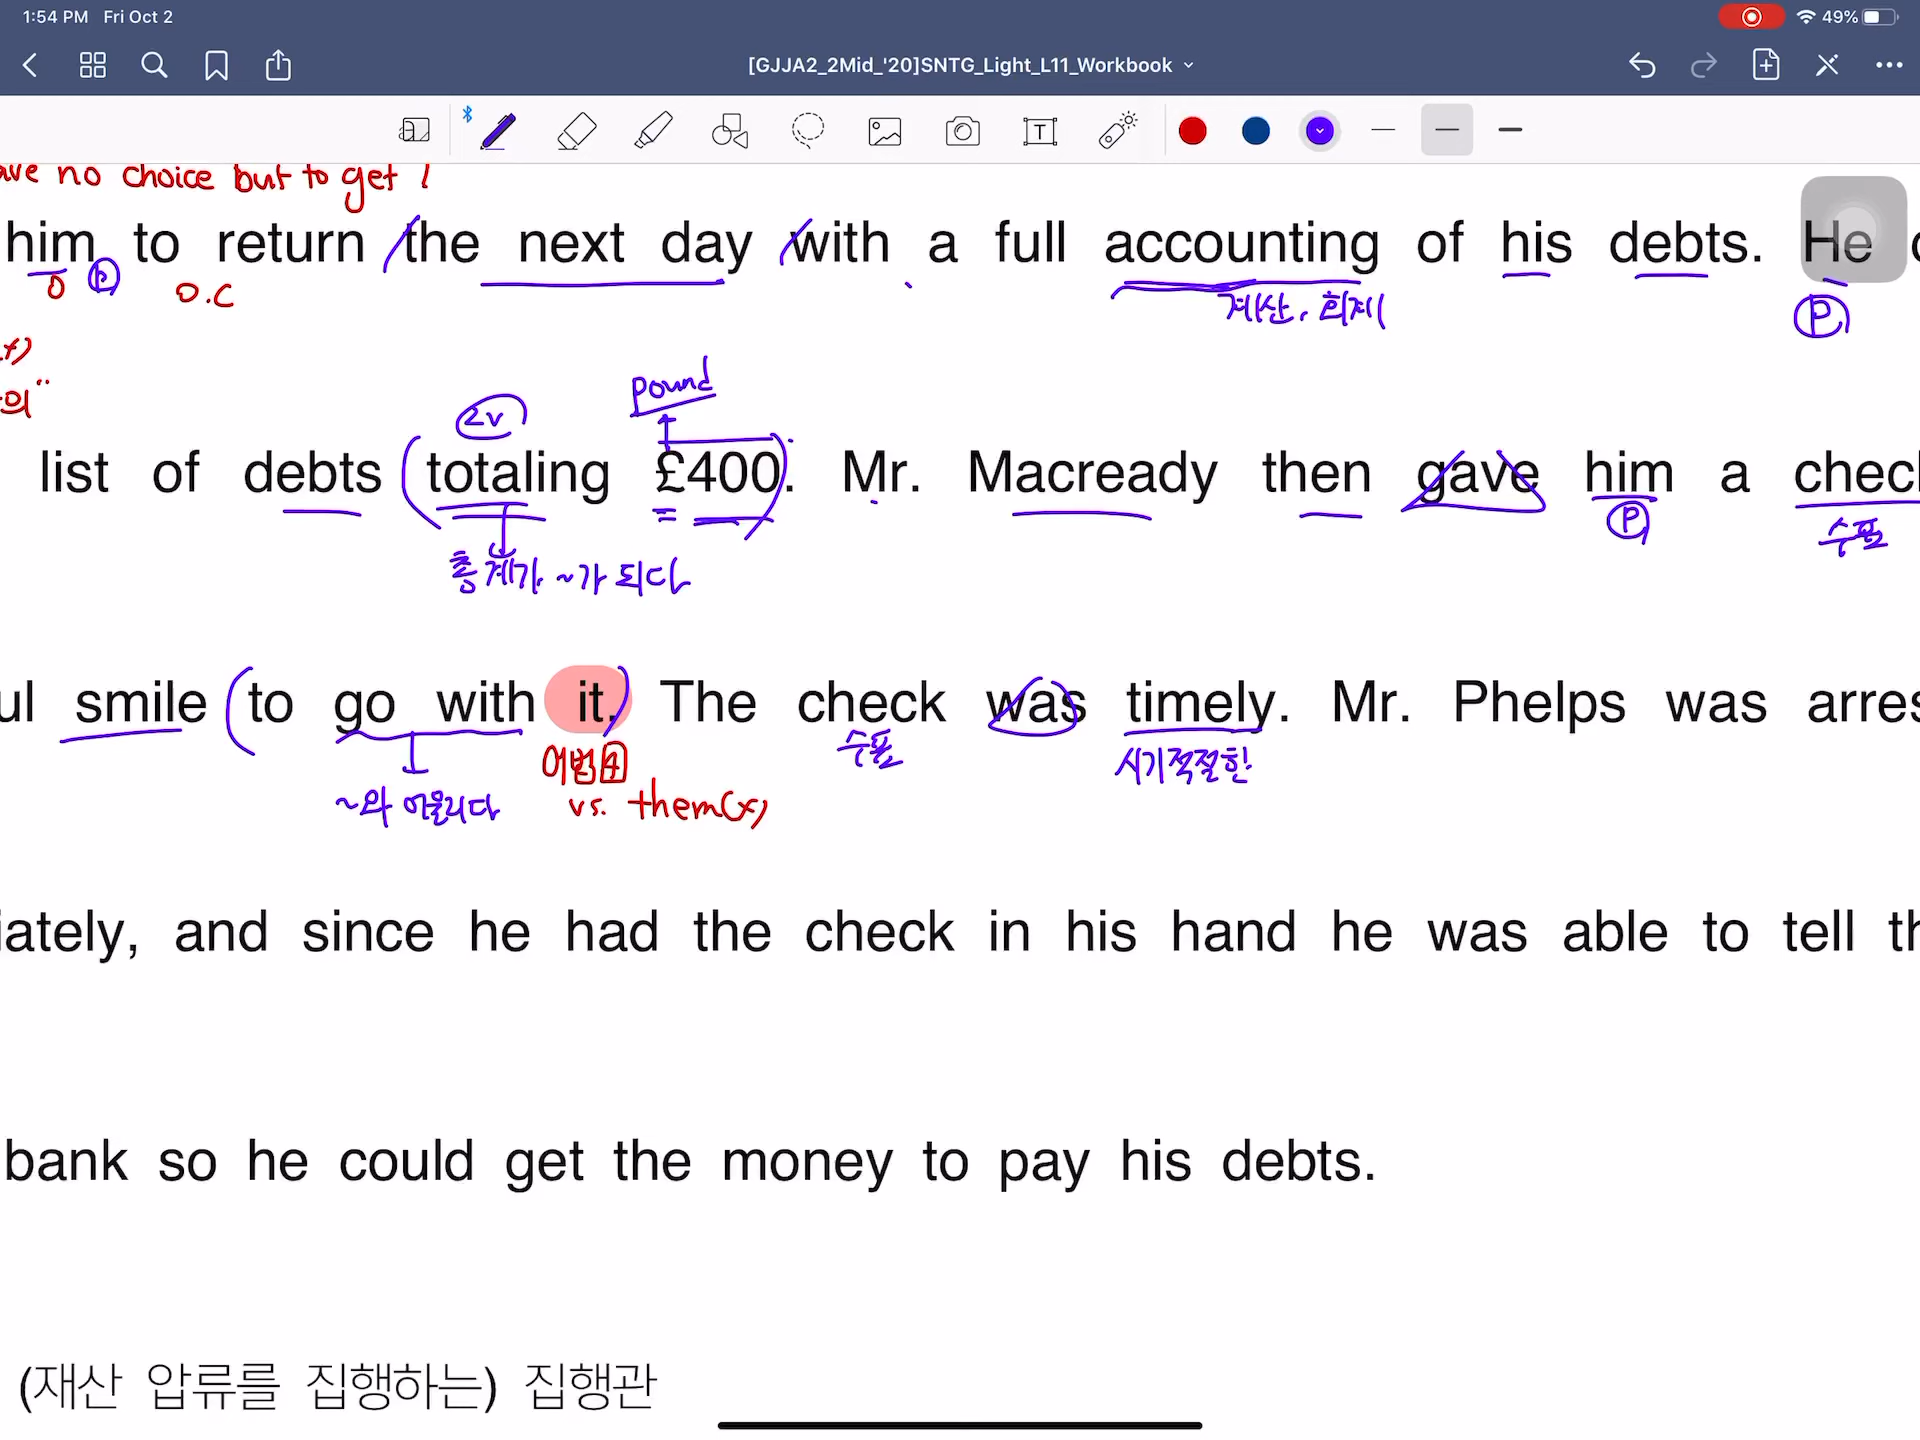 1:54 PM Fri Oct 2
49%
[GJJA2_2Mid_'20]SNTG_Light_L11_Workbook
no choice but to get
him to return the next day with a full accounting of his debts. He
O P O.C
계산, 회계
P
pound
2v
list of debts (totaling £400). Mr. Macready then gave him a check
P
수표
총계가 ~가 되다
smile (to go with it.) The check was timely. Mr. Phelps was
어법 4
수표
시기적절한
~와 어울리다
vs. them(x)
and since he had the check in his hand he was able to tell
bank so he could get the money to pay his debts.
(재산 압류를 집행하는) 집행관